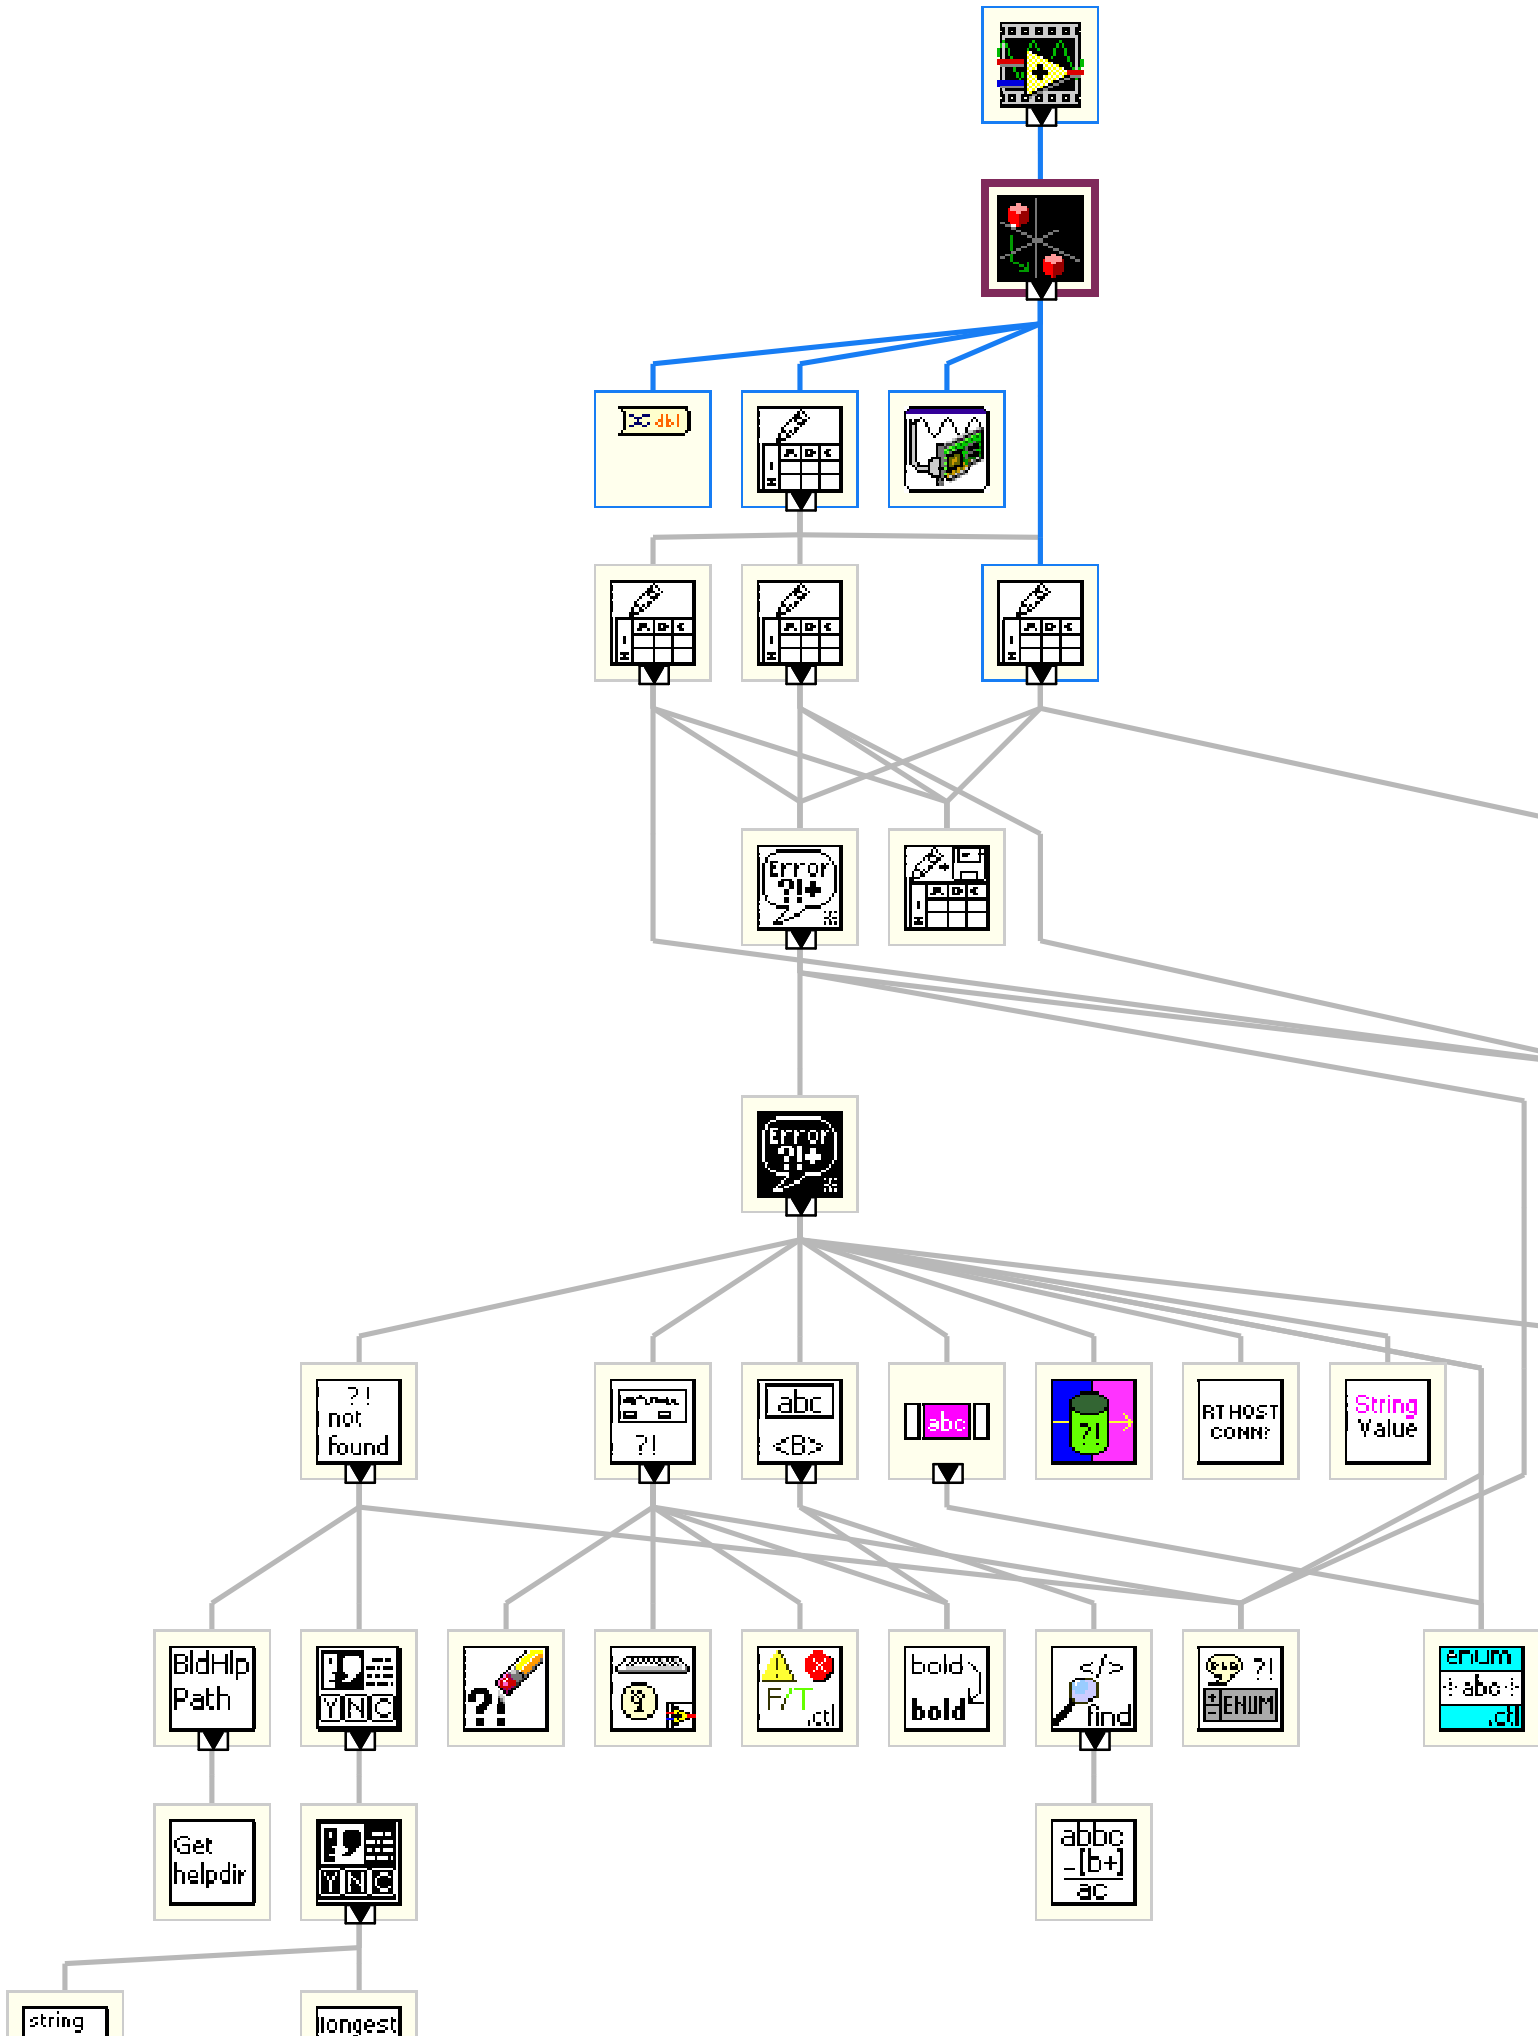 dbl
Error
?!+
Error
?!+
?!
not
found
?!
abc
<B>
abc
?!
RT HOST
CONN?
String
Value
BldHlp
Path
Y N C
?!
F/T
.ctl
bold
bold
</>
find
?!
ENUM
enum
abc
.ctl
Get
helpdir
Y N C
abbc
-[b+]
ac
string
longest